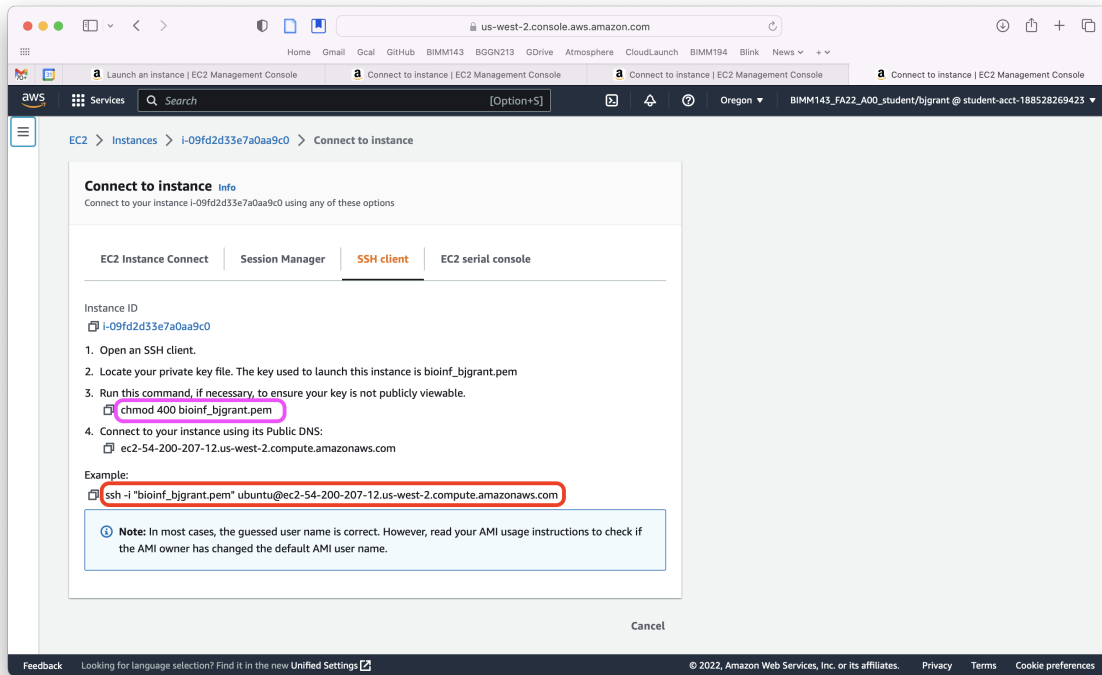 us-west-2.console.aws.amazon.com
Home Gmail Gcal GitHub BIMM143 BGGN213 GDrive Atmosphere CloudLaunch BIMM194 Blink News
a Launch an instance | EC2 Management Console a Connect to instance | EC2 Management Console a Connect to instance | EC2 Management Console a Connect to instance | EC2 Management Console
aws Services Search [Option+S] Oregon BIMM143_FA22_A00_student/bjgrant @ student-acct-188528269423
EC2 > Instances > i-09fd2d33e7a0aa9c0 > Connect to instance
Connect to instance Info
Connect to your instance i-09fd2d33e7a0aa9c0 using any of these options
EC2 Instance Connect Session Manager SSH client EC2 serial console
Instance ID
i-09fd2d33e7a0aa9c0
1. Open an SSH client.
2. Locate your private key file. The key used to launch this instance is bioinf_bjgrant.pem
3. Run this command, if necessary, to ensure your key is not publicly viewable.
chmod 400 bioinf_bjgrant.pem
4. Connect to your instance using its Public DNS:
ec2-54-200-207-12.us-west-2.compute.amazonaws.com
Example:
ssh -i "bioinf_bjgrant.pem" ubuntu@ec2-54-200-207-12.us-west-2.compute.amazonaws.com
Note: In most cases, the guessed user name is correct. However, read your AMI usage instructions to check if
the AMI owner has changed the default AMI user name.
Cancel
Feedback Looking for language selection? Find it in the new Unified Settings © 2022, Amazon Web Services, Inc. or its affiliates. Privacy Terms Cookie preferences